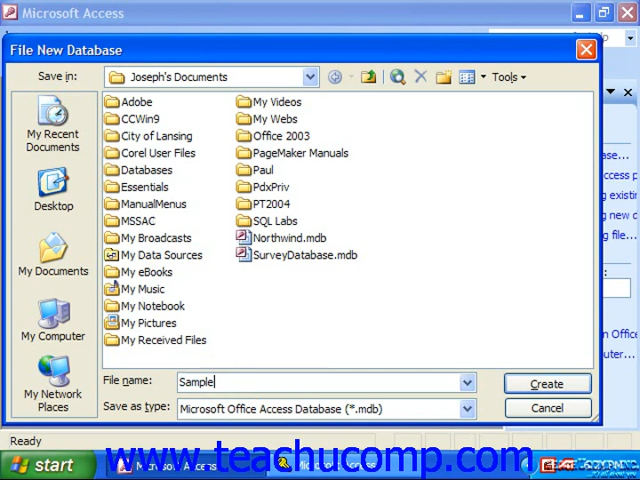 Microsoft Access
File New Database
Save in:
Joseph's Documents
Tools
My Recent Documents
Desktop
My Documents
My Computer
My Network Places
Adobe
CCWin9
City of Lansing
Corel User Files
Databases
Essentials
ManualMenus
MSSAC
My Broadcasts
My Data Sources
My eBooks
My Music
My Notebook
My Pictures
My Received Files
My Videos
My Webs
Office 2003
PageMaker Manuals
Paul
PdxPriv
PT2004
SQL Labs
Northwind.mdb
SurveyDatabase.mdb
File name:
Sample
Create
Save as type:
Microsoft Office Access Database (*.mdb)
Cancel
Ready
start
Microsoft Access
www.teachucomp.com